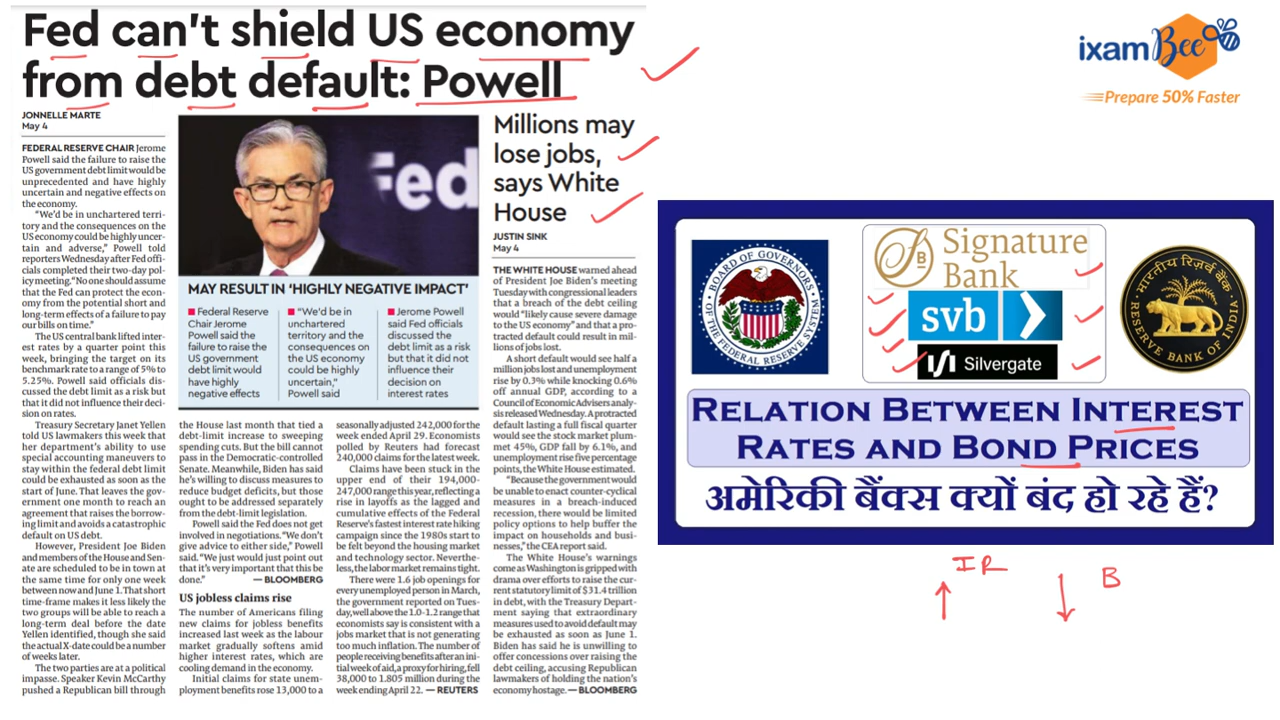 Fed can't shield US economy
from debt default: Powell
JONNELLE MARTE
May 4
FEDERAL RESERVE CHAIR Jerome
Powell said the failure to raise the
US government debt limit would be
unprecedented and have highly
uncertain and negative effects on
the economy.
"We'd be in unchartered terri-
tory and the consequences on the
US economy could be highly uncer-
tain and adverse," Powell told
reporters Wednesday after Fed offi-
cials completed their two-day pol-
icy meeting. "No one should assume
that the Fed can protect the econ-
omy from the potential short and
long-term effects of a failure to pay
our bills on time."
The US central bank lifted inter-
est rates by a quarter point this
week, bringing the target on its
benchmark rate to a range of 5% to
5.25%. Powell said officials dis-
cussed the debt limit as a risk but
that it did not influence their deci-
sion on rates.
Treasury Secretary Janet Yellen
told US lawmakers this week that
her department's ability to use
special accounting maneuvers to
stay within the federal debt limit
could be exhausted as soon as the
start of June. That leaves the gov-
ernment one month to reach an
agreement that raises the borrow-
ing limit and avoids a catastrophic
default on US debt.
However, President Joe Biden
and members of the House and Sen-
ate are scheduled to be in town at
the same time for only one week
between now and June 1. That short
time-frame makes it less likely the
two groups will be able to reach a
long-term deal before the date
Yellen identified, though she said
the actual X-date could be a number
of weeks later.
The two parties are at a political
impasse. Speaker Kevin McCarthy
pushed a Republican bill through
Fed
MAY RESULT IN 'HIGHLY NEGATIVE IMPACT'
Federal Reserve
Chair Jerome
Powell said the
failure to raise the
US government
debt limit would
have highly
negative effects
"We'd be in
unchartered
territory and the
consequences on
the US economy
could be highly
uncertain,"
Powell said
Jerome Powell
said Fed officials
discussed the
debt limit as a risk
but that it did not
influence their
decision on
interest rates
the House last month that tied a
debt-limit increase to sweeping
spending cuts. But the bill cannot
pass in the Democratic-controlled
Senate. Meanwhile, Biden has said
he's willing to discuss measures to
reduce budget deficits, but those
ought to be addressed separately
from the debt-limit legislation.
Powell said the Fed does not get
involved in negotiations. "We don't
give advice to either side," Powell
said. "We just would just point out
that it's very important that this be
done." — BLOOMBERG
US jobless claims rise
The number of Americans filing
new claims for jobless benefits
increased last week as the labour
market gradually softens amid
higher interest rates, which are
cooling demand in the economy.
Initial claims for state unem-
ployment benefits rose 13,000 to a
seasonally adjusted 242,000 for the
week ended April 29. Economists
polled by Reuters had forecast
240,000 claims for the latest week.
Claims have been stuck in the
upper end of their 194,000-
247,000 range this year, reflecting a
rise in layoffs as the lagged and
cumulative effects of the Federal
Reserve's fastest interest rate hiking
campaign since the 1980s start to
be felt beyond the housing market
and technology sector. Neverthe-
less, the labor market remains tight.
There were 1.6 job openings for
every unemployed person in March,
the government reported on Tues-
day, well above the 1.0-1.2 range that
economists say is consistent with a
jobs market that is not generating
too much inflation. The number of
people receiving benefits after an ini-
tial week of aid, a proxy for hiring, fell
38,000 to 1.805 million during the
week ending April 22. — REUTERS
Millions may
lose jobs,
says White
House
JUSTIN SINK
May 4
THE WHITE HOUSE warned ahead
of President Joe Biden's meeting
Tuesday with congressional leaders
that a breach of the debt ceiling
would "likely cause severe damage
to the US economy" and that a pro-
tracted default could result in mil-
lions of jobs lost.
A short default would see half a
million jobs lost and unemployment
rise by 0.3% while knocking 0.6%
off annual GDP, according to a
Council of Economic Advisers analy-
sis released Wednesday. A protracted
default lasting a full fiscal quarter
would see the stock market plum-
met 45%, GDP fall by 6.1%, and
unemployment rise five percentage
points, the White House estimated.
"Because the government would
be unable to enact counter-cyclical
measures in a breach-induced
recession, there would be limited
policy options to help buffer the
impact on households and busi-
nesses," the CEA report said.
The White House's warnings
come as Washington is gripped with
drama over efforts to raise the cur-
rent statutory limit of $31.4 trillion
in debt, with the Treasury Depart-
ment saying that extraordinary
measures used to avoid default may
be exhausted as soon as June 1.
Biden has said he is unwilling to
offer concessions over raising the
debt ceiling, accusing Republican
lawmakers of holding the nation's
economy hostage. — BLOOMBERG
ixamBee
Prepare 50% Faster
BOARD OF GOVERNORS
OF THE FEDERAL RESERVE SYSTEM
SB Signature
Bank
svb
Silvergate
भारतीय रिज़र्व बैंक
RESERVE BANK OF INDIA
RELATION BETWEEN INTEREST
RATES AND BOND PRICES
अमेरिकी बैंक्स क्यों बंद हो रहे हैं?
IR
B